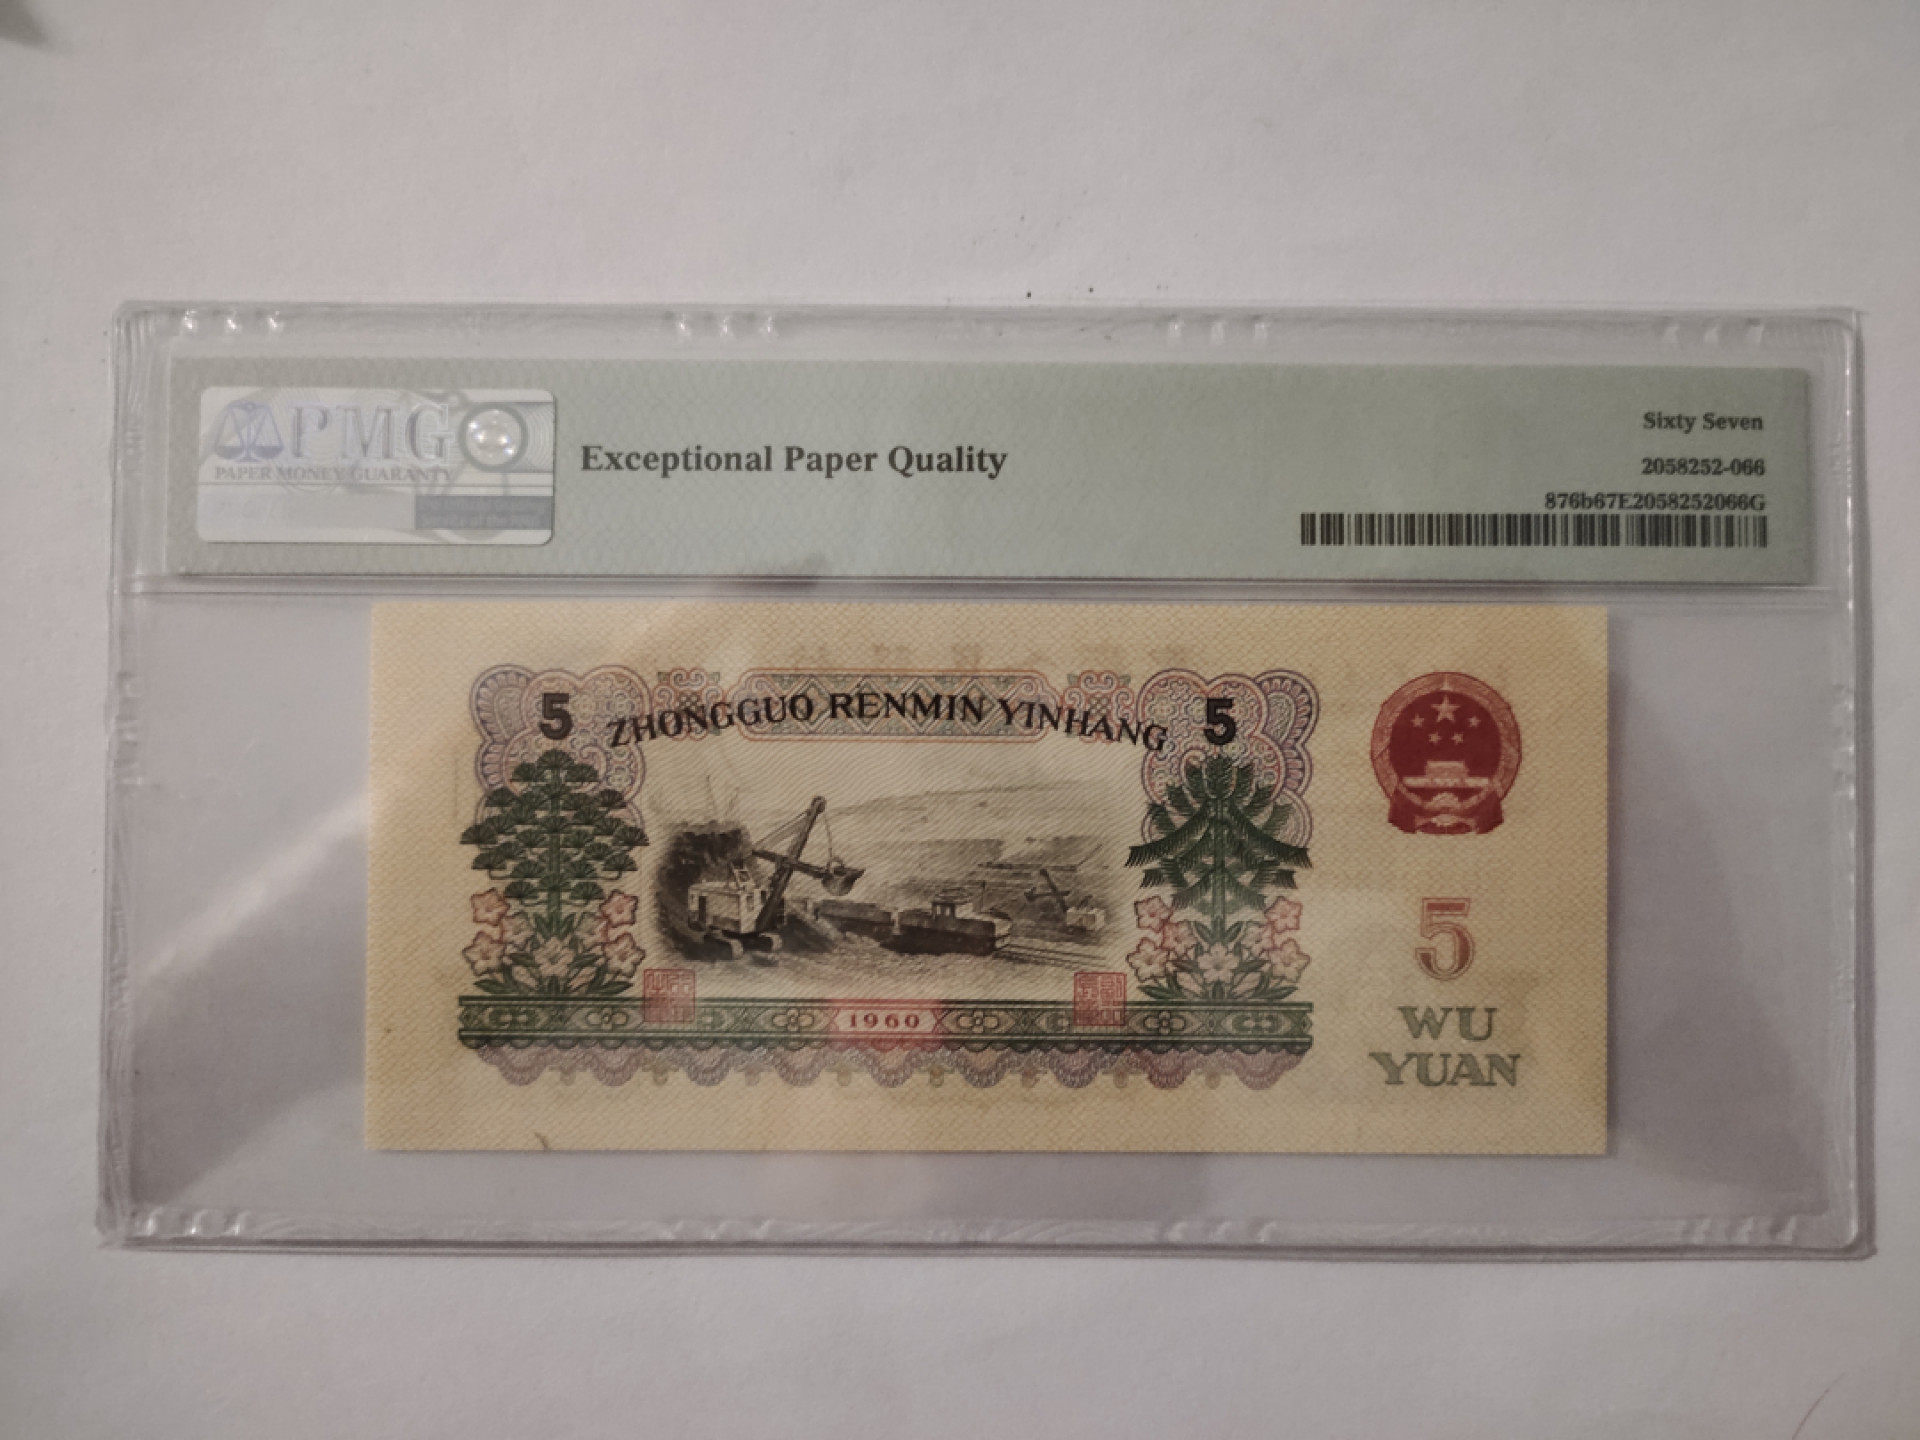 PMG
PAPER MONEY GUARANTY
Exceptional Paper Quality
Sixty Seven
2058252-066
876b67E2058252066G
5 ZHONGGUO RENMIN YINHANG 5
1960
5
WU
YUAN